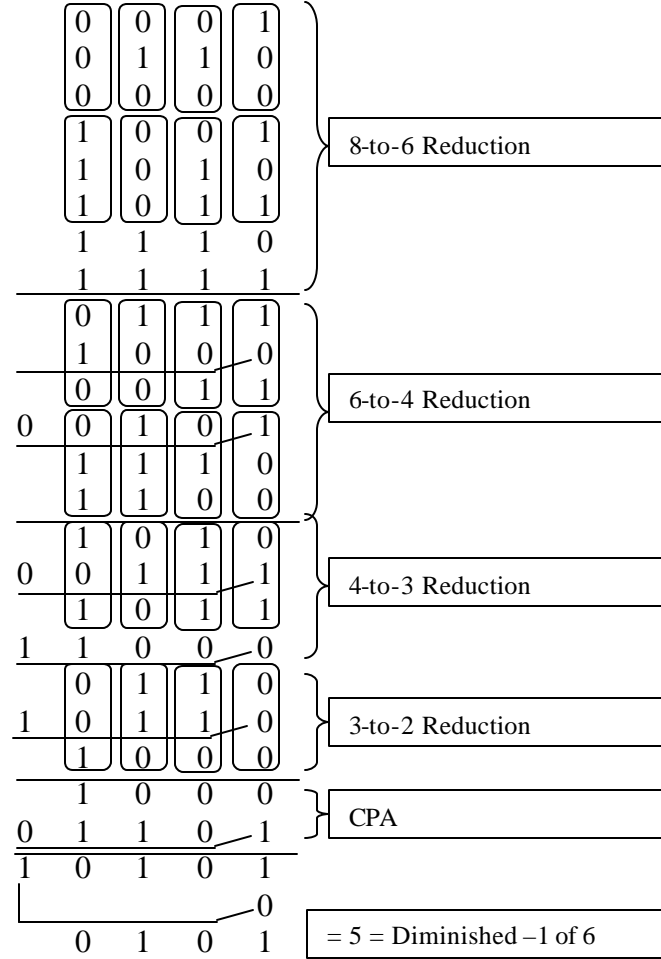 0 0 0 1
0 1 1 0
0 0 0 0
1 0 0 1
8-to-6 Reduction
1 0 1 0
1 0 1 1
1 1 1 0
1 1 1 1
0 1 1 1
1 0 0 0
0 0 1 1
6-to-4 Reduction
0 0 1 0 1
1 1 1 0
1 1 0 0
1 0 1 0
0 0 1 1 1
4-to-3 Reduction
1 0 1 1
1 1 0 0 0
0 1 1 0
1 0 1 1 0
3-to-2 Reduction
1 0 0 0
1 0 0 0
CPA
0 1 1 0 1
1 0 1 0 1
0
0 1 0 1
= 5 = Diminished –1 of 6